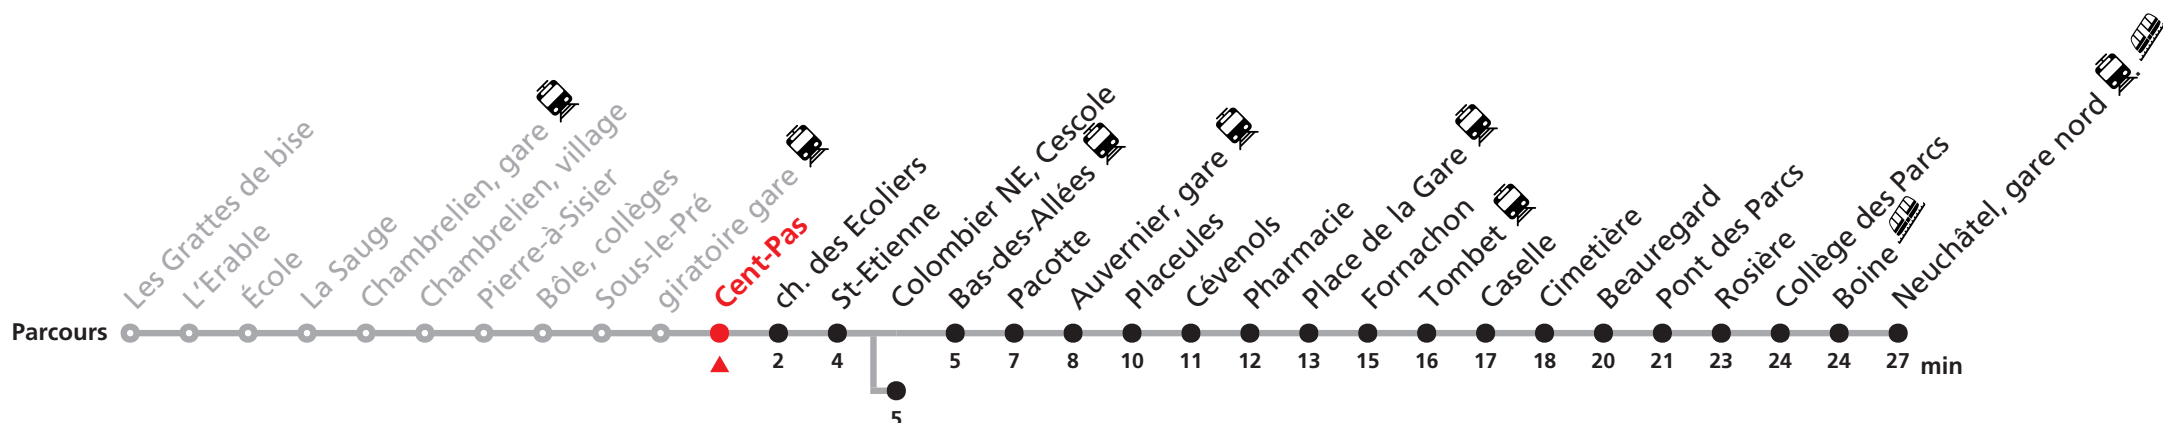 Les Grattes de bise
L'Erable
École
La Sauge
Chambrelien, gare
Chambrelien, village
Pierre-à-Sisier
Bôle, collèges
Sous-le-Pré
giratoire gare
Cent-Pas
ch. des Ecoliers
St-Etienne
Colombier NE, Cescole
Bas-des-Allées
Pacotte
Auvernier, gare
Placeules
Cévenols
Pharmacie
Place de la Gare
Fornachon
Tombet
Caselle
Cimetière
Beauregard
Pont des Parcs
Rosière
Collège des Parcs
Boine
Neuchâtel, gare nord
Parcours
2 4 5 7 8 10 11 12 13 15 16 17 18 20 21 23 24 24 27 min
5